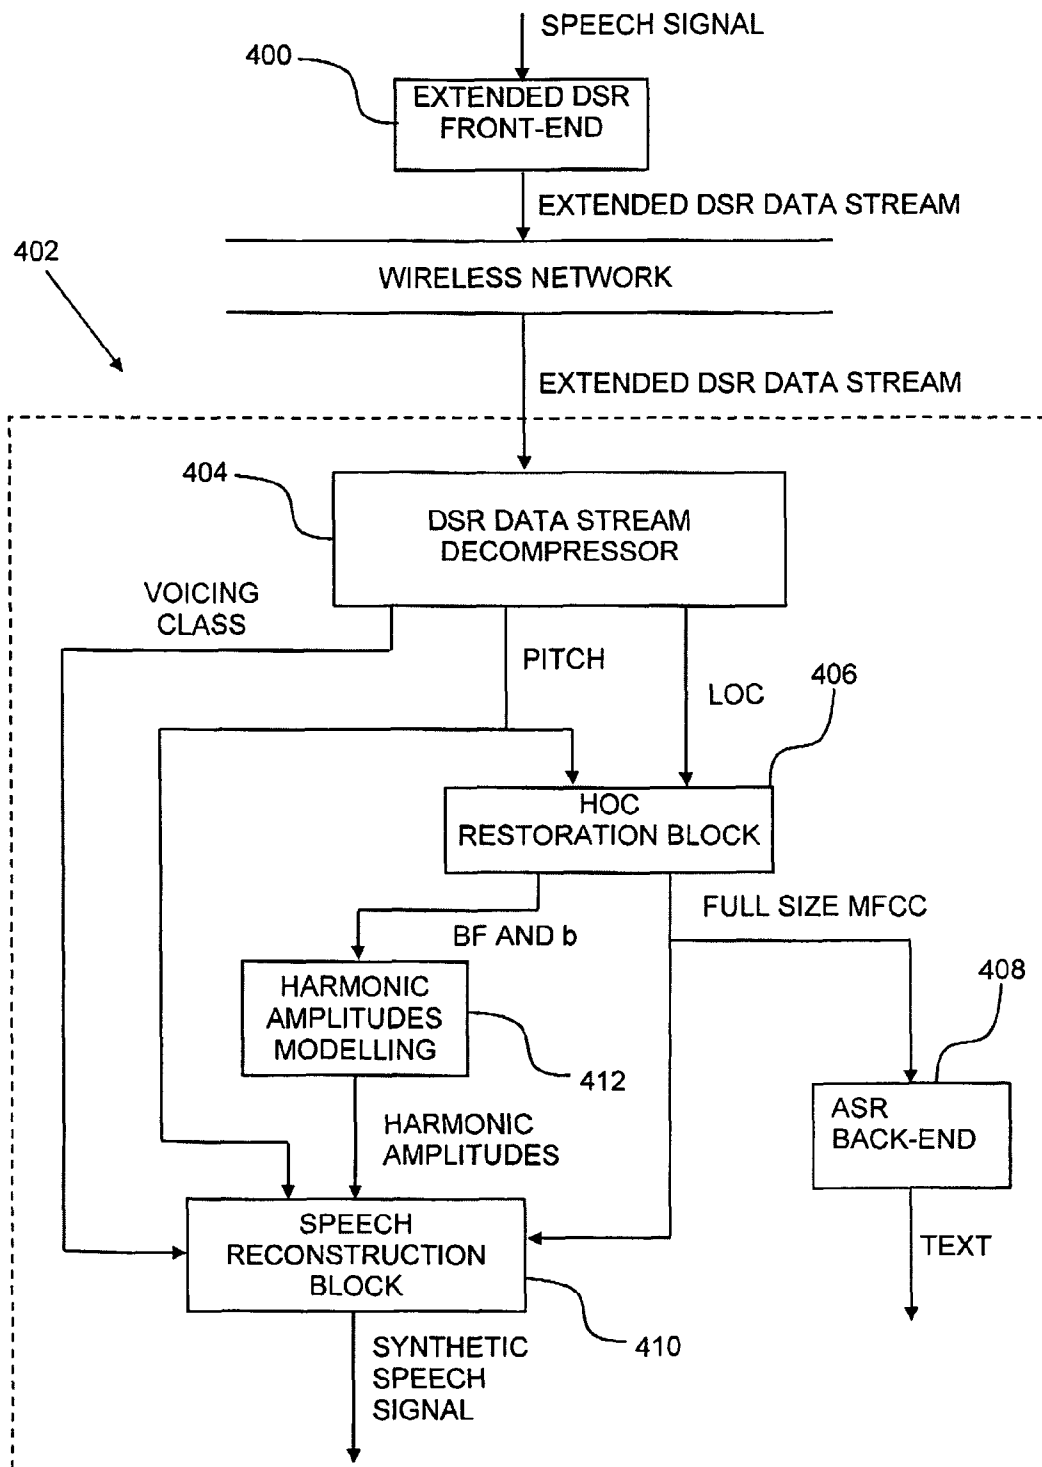 SPEECH SIGNAL
400
EXTENDED DSR
FRONT-END
EXTENDED DSR DATA STREAM
402
WIRELESS NETWORK
EXTENDED DSR DATA STREAM
404
DSR DATA STREAM
DECOMPRESSOR
VOICING
CLASS
PITCH
LOC
406
HOC
RESTORATION BLOCK
FULL SIZE MFCC
BF AND b
HARMONIC
AMPLITUDES
MODELLING
412
408
ASR
BACK-END
HARMONIC
AMPLITUDES
SPEECH
RECONSTRUCTION
BLOCK
TEXT
410
SYNTHETIC
SPEECH
SIGNAL